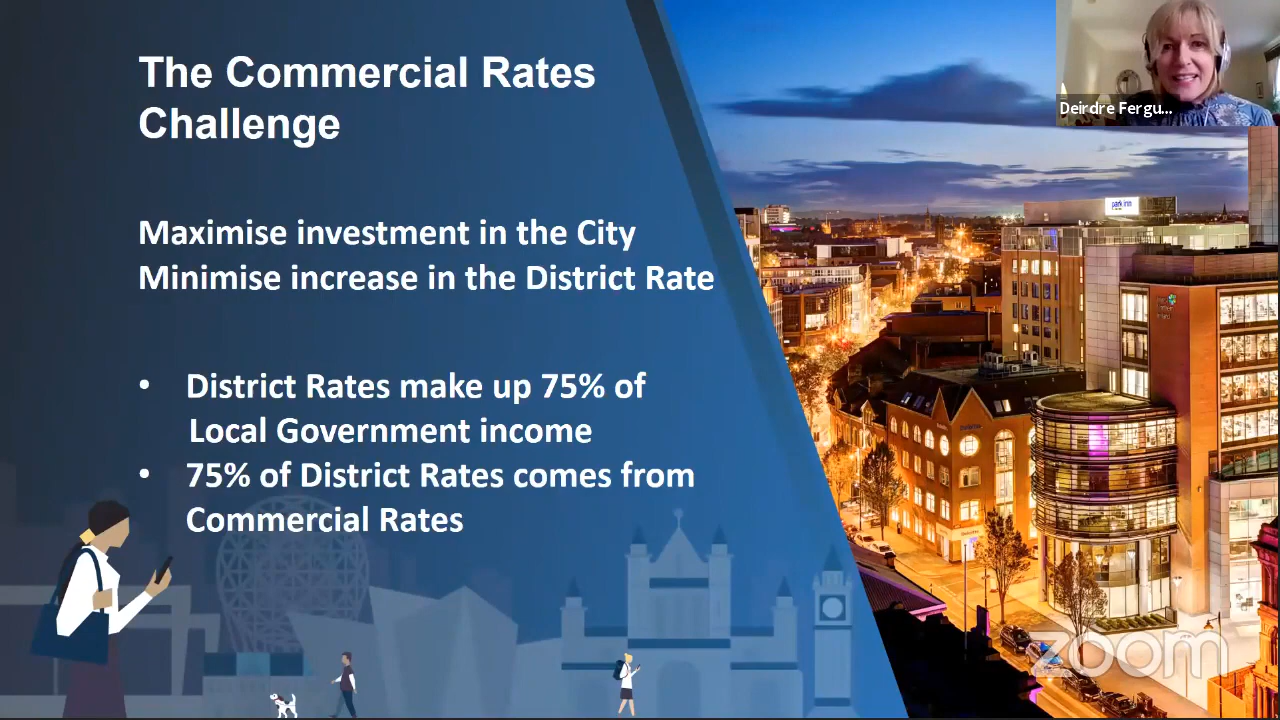 The Commercial Rates
Challenge
Maximise investment in the City
Minimise increase in the District Rate
• District Rates make up 75% of
Local Government income
• 75% of District Rates comes from
Commercial Rates
Deirdre Fergu...
park inn
zoom